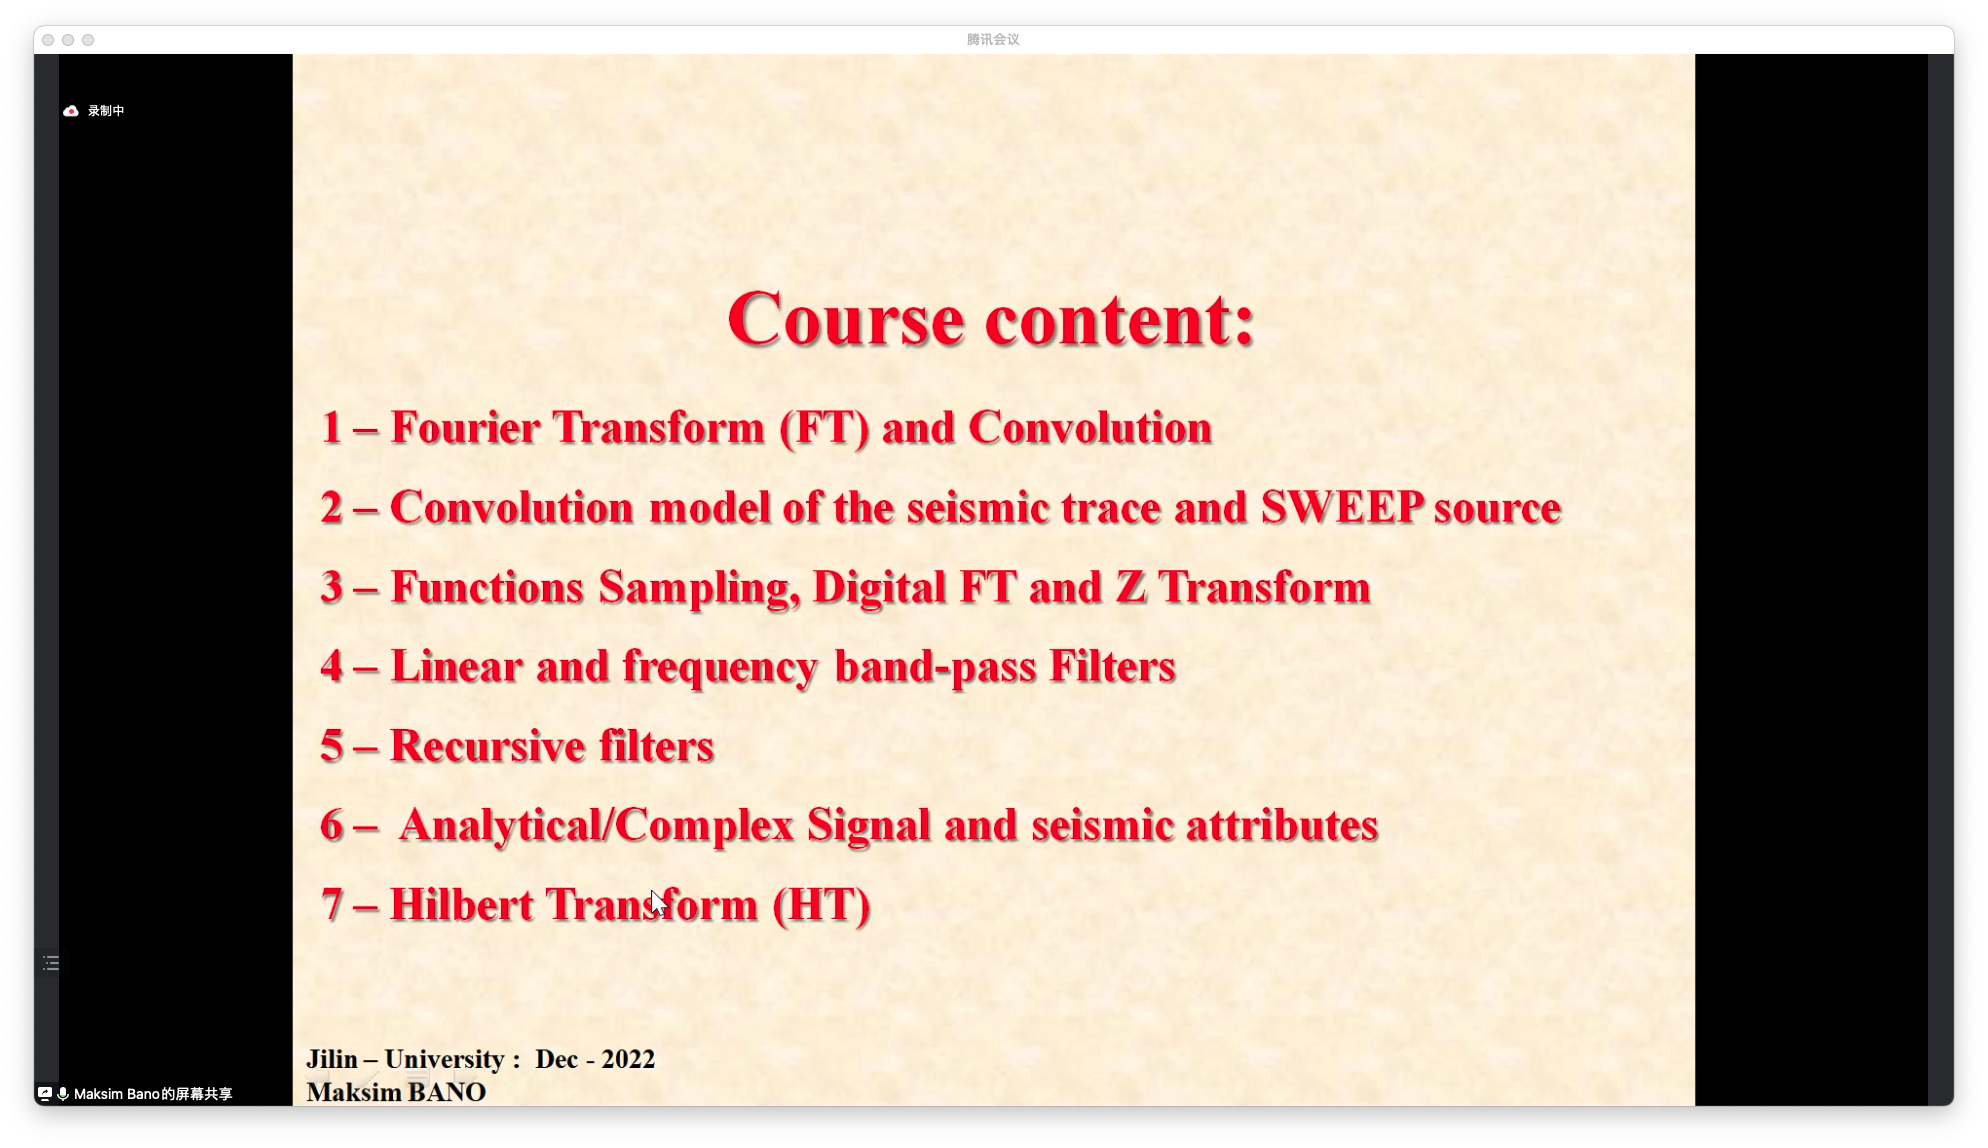 腾讯会议
录制中
Course content:
1 – Fourier Transform (FT) and Convolution
2 – Convolution model of the seismic trace and SWEEP source
3 – Functions Sampling, Digital FT and Z Transform
4 – Linear and frequency band-pass Filters
5 – Recursive filters
6 – Analytical/Complex Signal and seismic attributes
7 – Hilbert Transform (HT)
Jilin – University : Dec - 2022
Maksim BANO
Maksim Bano的屏幕共享